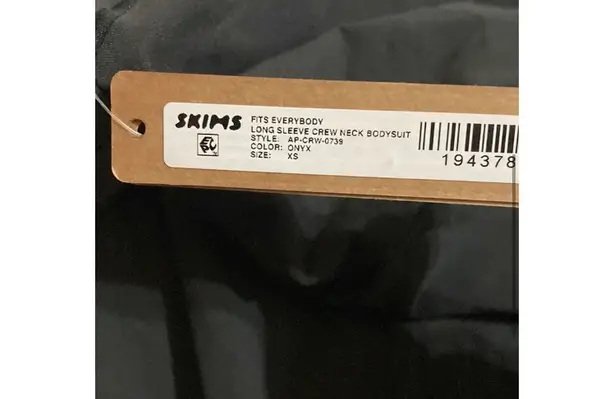 SKIMS
FITS EVERYBODY
LONG SLEEVE CREW NECK BODYSUIT
STYLE: AP-CRW-0739
COLOR: ONYX
SIZE: XS
194378